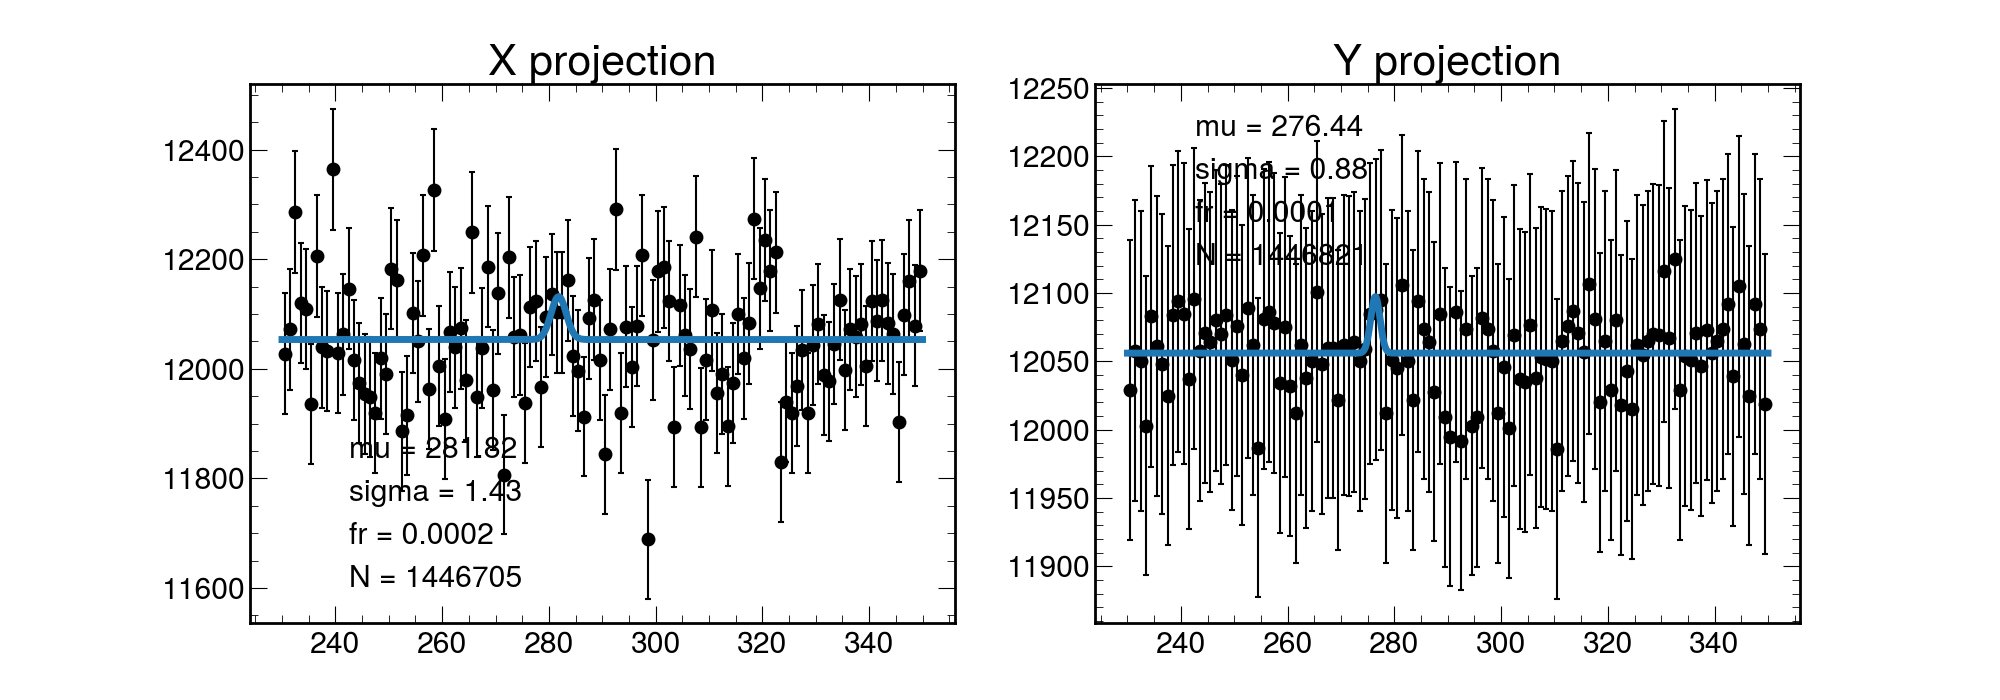 X projection
12400
12200
12000
11800
11600
mu = 281.82
sigma = 1.43
fr = 0.0002
N = 1446705
240 260 280 300 320 340
Y projection
12250
12200
12150
12100
12050
12000
11950
11900
mu = 276.44
sigma = 0.88
fr = 0.0001
N = 1446821
240 260 280 300 320 340